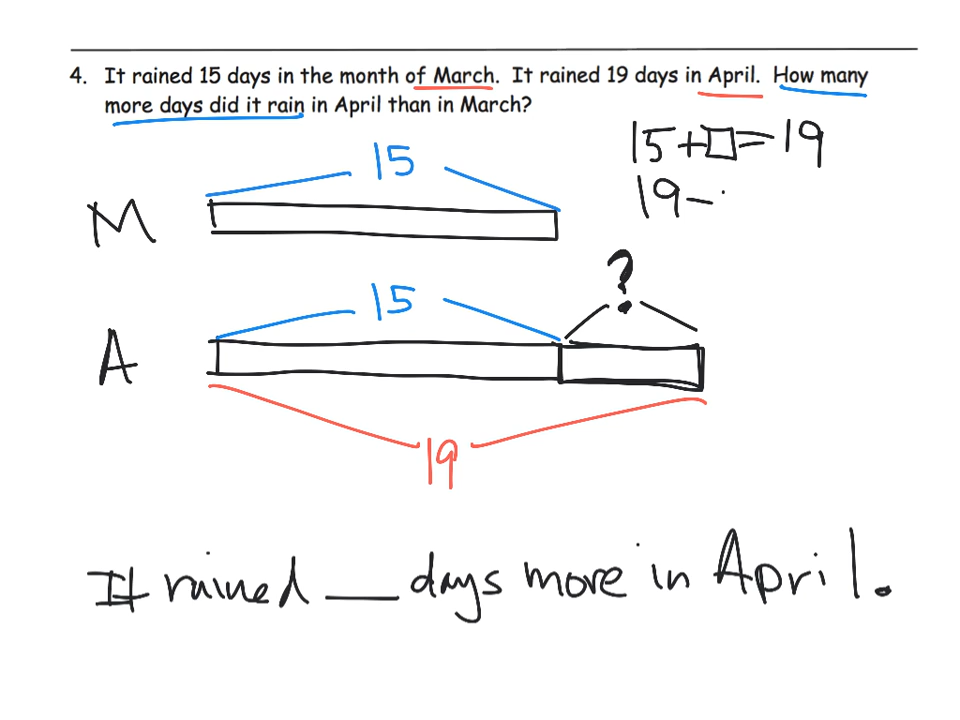 4. It rained 15 days in the month of March. It rained 19 days in April. How many
more days did it rain in April than in March?
15+□=19
19-
15
M
?
15
A
19
It rained __ days more in April.